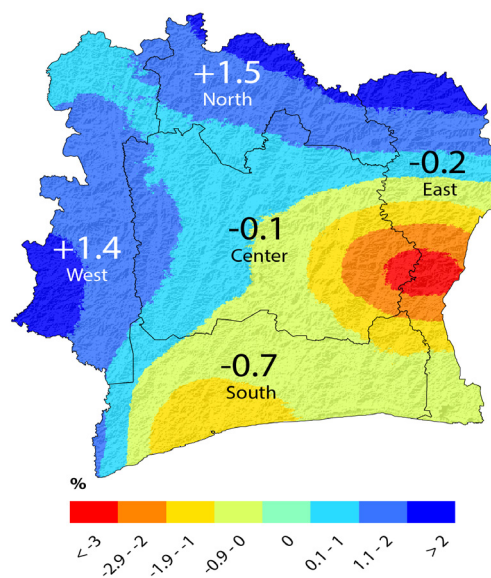 +1.5
North
-0.2
East
-0.1
Center
+1.4
West
-0.7
South
%
< -3
-2.9 - -2
-1.9 - -1
-0.9 - 0
0
0.1 - 1
1.1 - 2
> 2